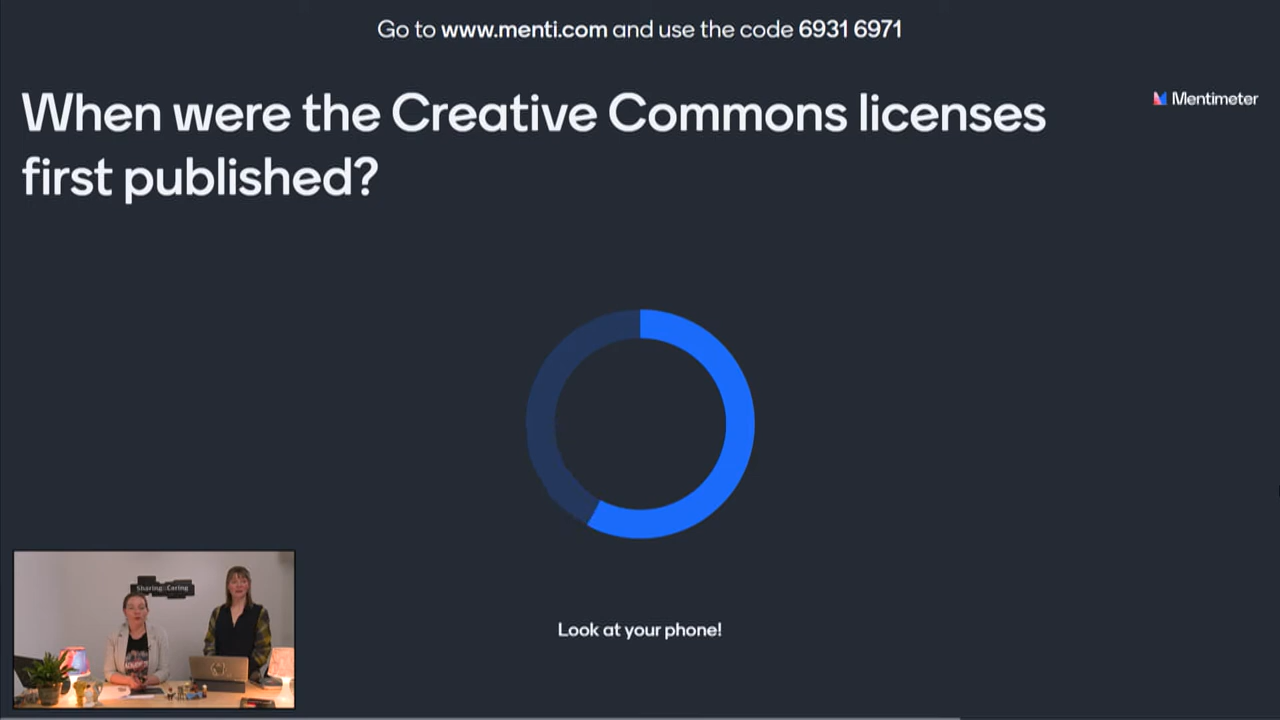 Go to www.menti.com and use the code 6931 6971
Mentimeter
When were the Creative Commons licenses
first published?
Look at your phone!
Sharing::Caring